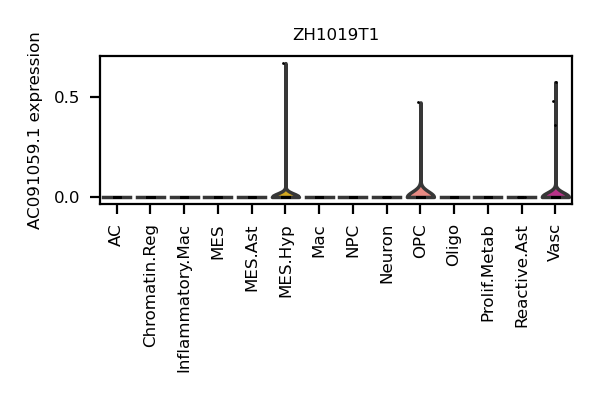 ZH1019T1
AC091059.1 expression
0.5
0.0
AC
Chromatin.Reg
Inflammatory.Mac
MES
MES.Ast
MES.Hyp
Mac
NPC
Neuron
OPC
Oligo
Prolif.Metab
Reactive.Ast
Vasc